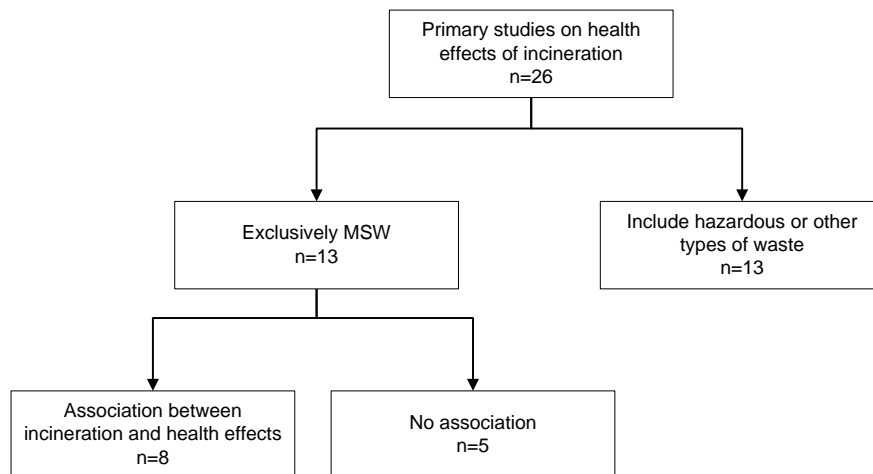 Primary studies on health
effects of incineration
n=26
Exclusively MSW
n=13
Include hazardous or other
types of waste
n=13
Association between
incineration and health effects
n=8
No association
n=5